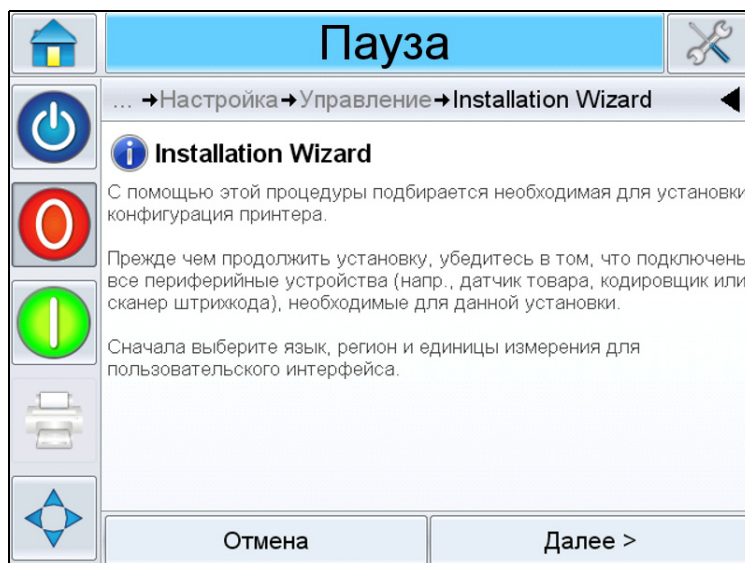 Пауза
... →Настройка→Управление→Installation Wizard
Installation Wizard
С помощью этой процедуры подбирается необходимая для установки
конфигурация принтера.
Прежде чем продолжить установку, убедитесь в том, что подключены
все периферийные устройства (напр., датчик товара, кодировщик или
сканер штрихкода), необходимые для данной установки.
Сначала выберите язык, регион и единицы измерения для
пользовательского интерфейса.
Отмена
Далее >